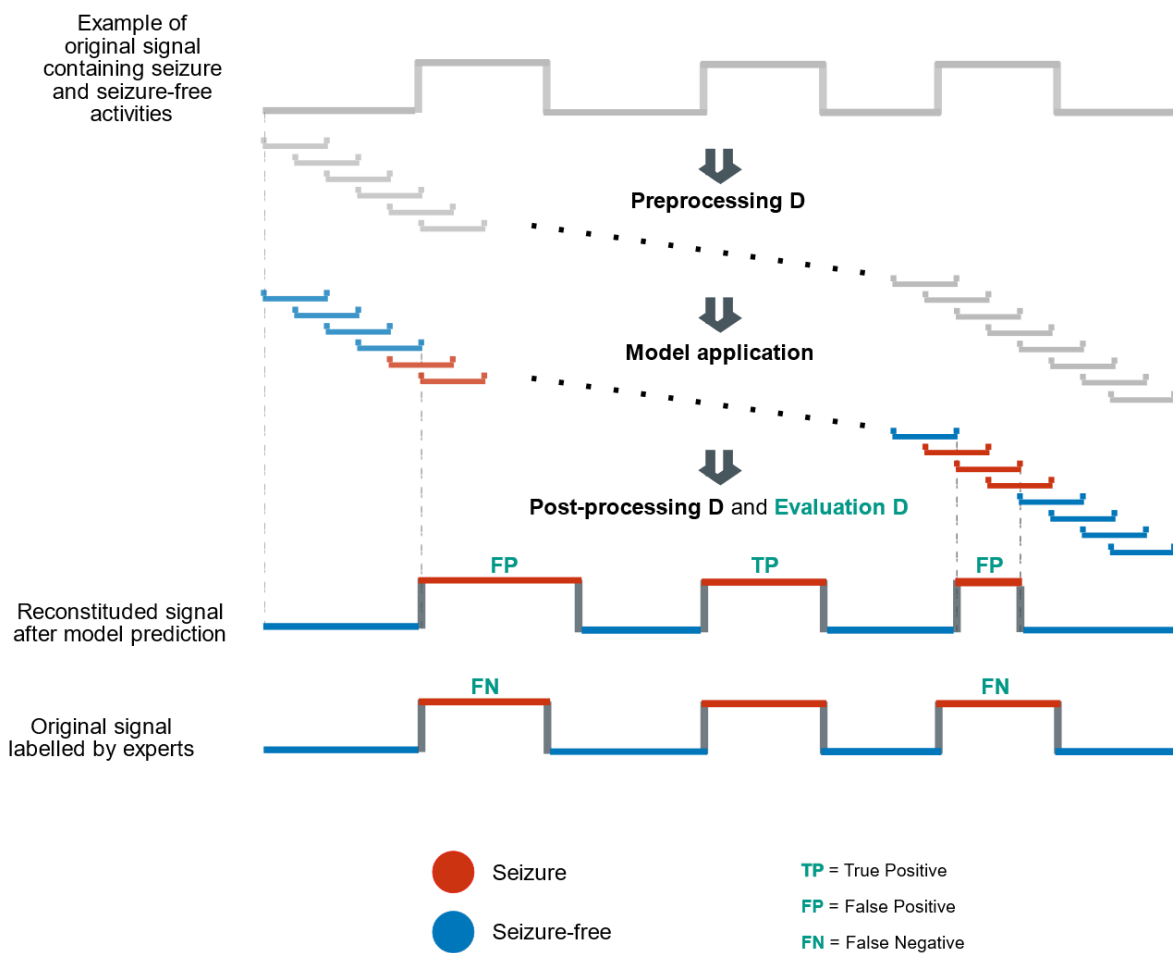 Example of
original signal
containing seizure
and seizure-free
activities
Preprocessing D
Model application
Post-processing D and Evaluation D
FP
TP
FP
Reconstituded signal
after model prediction
FN
FN
Original signal
labelled by experts
Seizure
Seizure-free
TP = True Positive
FP = False Positive
FN = False Negative